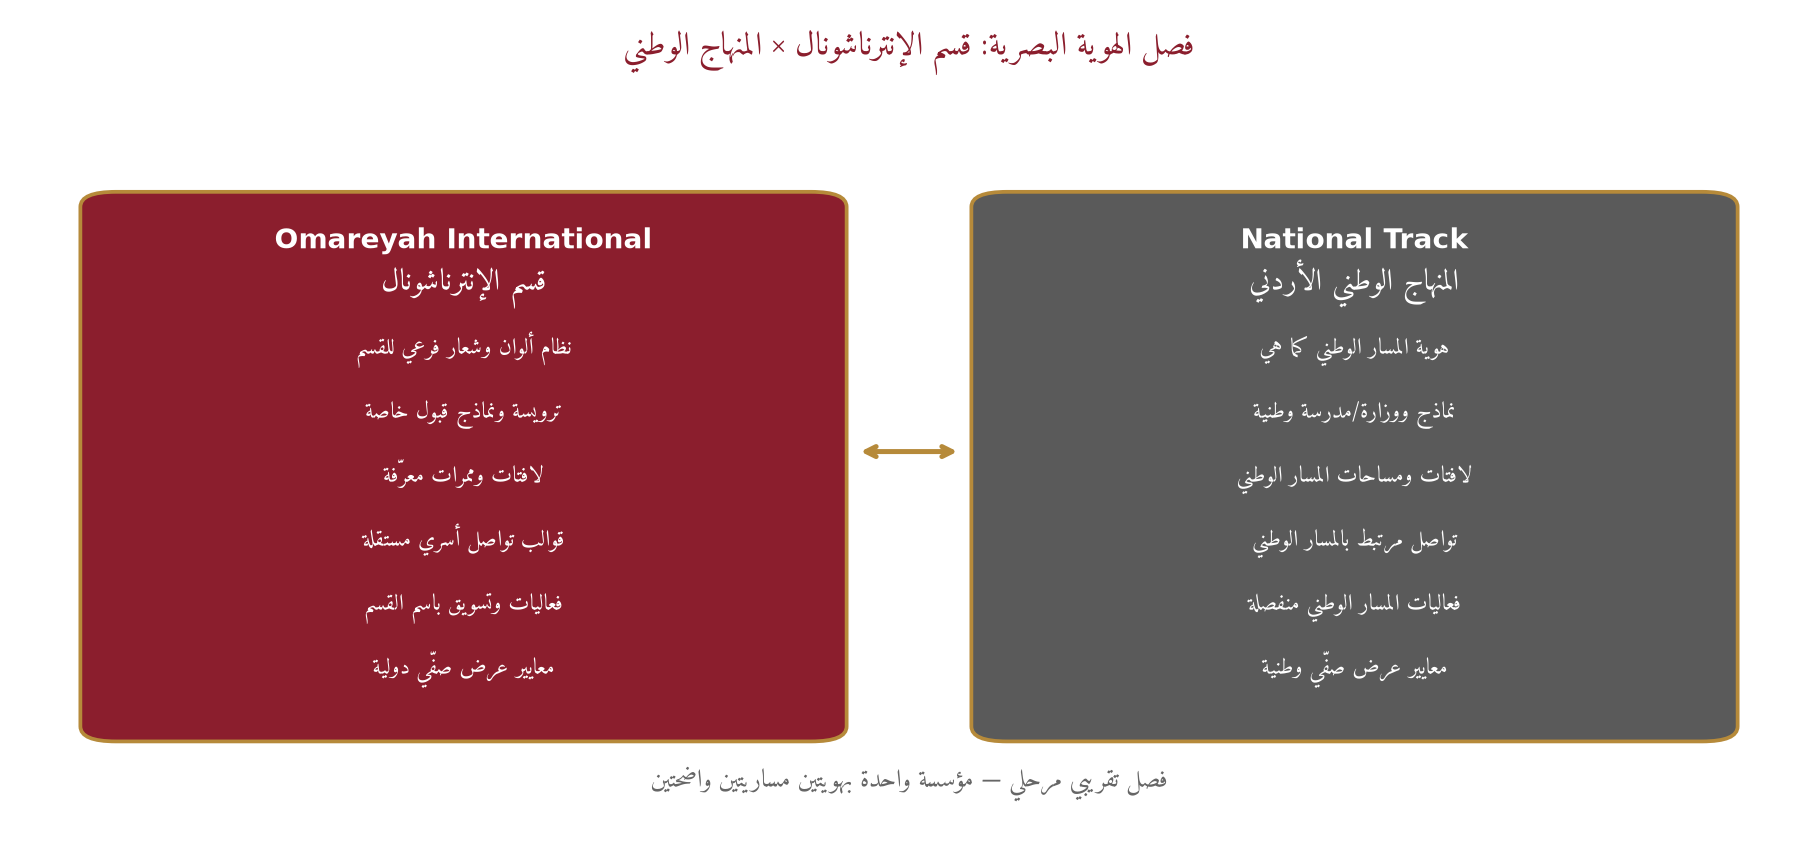 فصل الهوية البصرية: قسم الإنترناشونال × المنهاج الوطني
Omareyah International
قسم الإنترناشونال
نظام ألوان وشعار فرعي للقسم
ترويسة ونماذج قبول خاصة
لافتات وممرات معرّفة
قوالب تواصل أسري مستقلة
فعاليات وتسويق باسم القسم
معايير عرض صفّي دولية
National Track
المنهاج الوطني الأردني
هوية المسار الوطني كما هي
نماذج ووزارة/مدرسة وطنية
لافتات ومساحات المسار الوطني
تواصل مرتبط بالمسار الوطني
فعاليات المسار الوطني منفصلة
معايير عرض صفّي وطنية
فصل تقريبي مرحلي — مؤسسة واحدة بهويتين مساريتين واضحتين